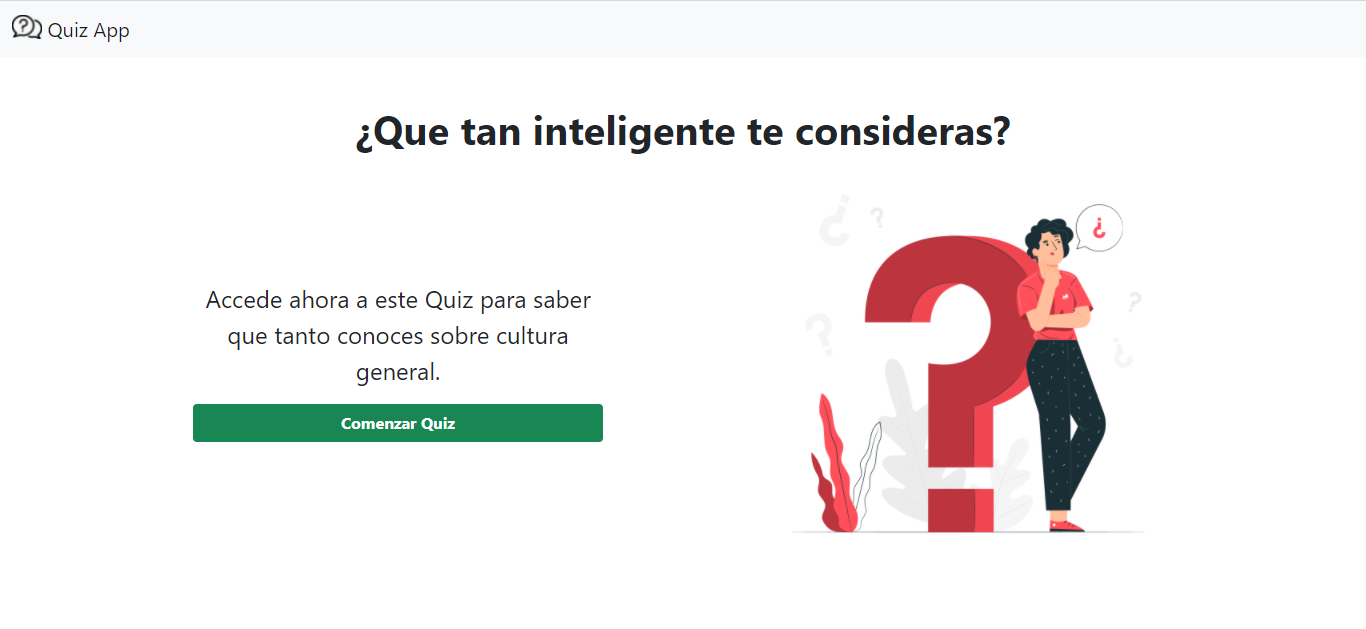 Quiz App
¿Que tan inteligente te consideras?
Accede ahora a este Quiz para saber
que tanto conoces sobre cultura
general.
Comenzar Quiz